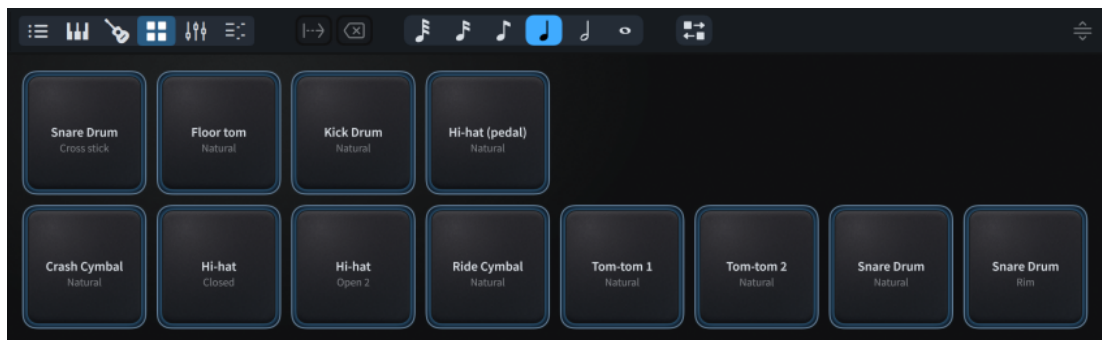 Snare Drum
Cross stick
Floor tom
Natural
Kick Drum
Natural
Hi-hat (pedal)
Natural
Crash Cymbal
Natural
Hi-hat
Closed
Hi-hat
Open 2
Ride Cymbal
Natural
Tom-tom 1
Natural
Tom-tom 2
Natural
Snare Drum
Natural
Snare Drum
Rim